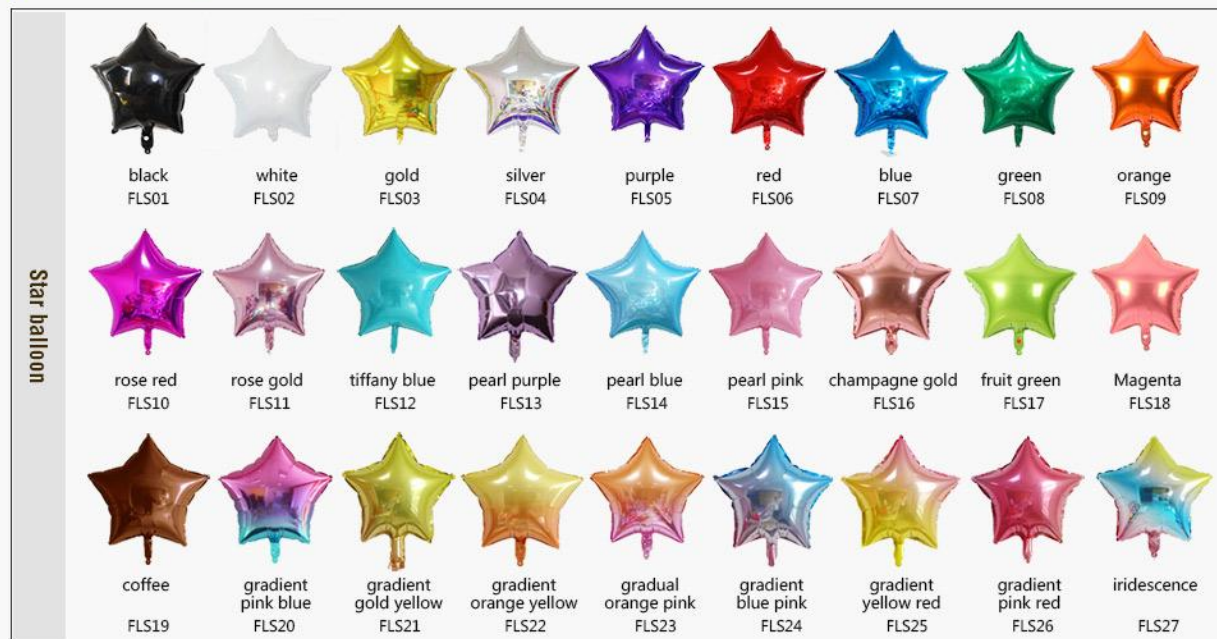 Star balloon
black white gold silver purple red blue green orange
FLS01 FLS02 FLS03 FLS04 FLS05 FLS06 FLS07 FLS08 FLS09
rose red rose gold tiffany blue pearl purple pearl blue pearl pink champagne gold fruit green Magenta
FLS10 FLS11 FLS12 FLS13 FLS14 FLS15 FLS16 FLS17 FLS18
coffee gradient gradient gradient gradual gradient gradient gradient iridescence
pink blue gold yellow orange yellow orange pink blue pink yellow red pink red
FLS19 FLS20 FLS21 FLS22 FLS23 FLS24 FLS25 FLS26 FLS27